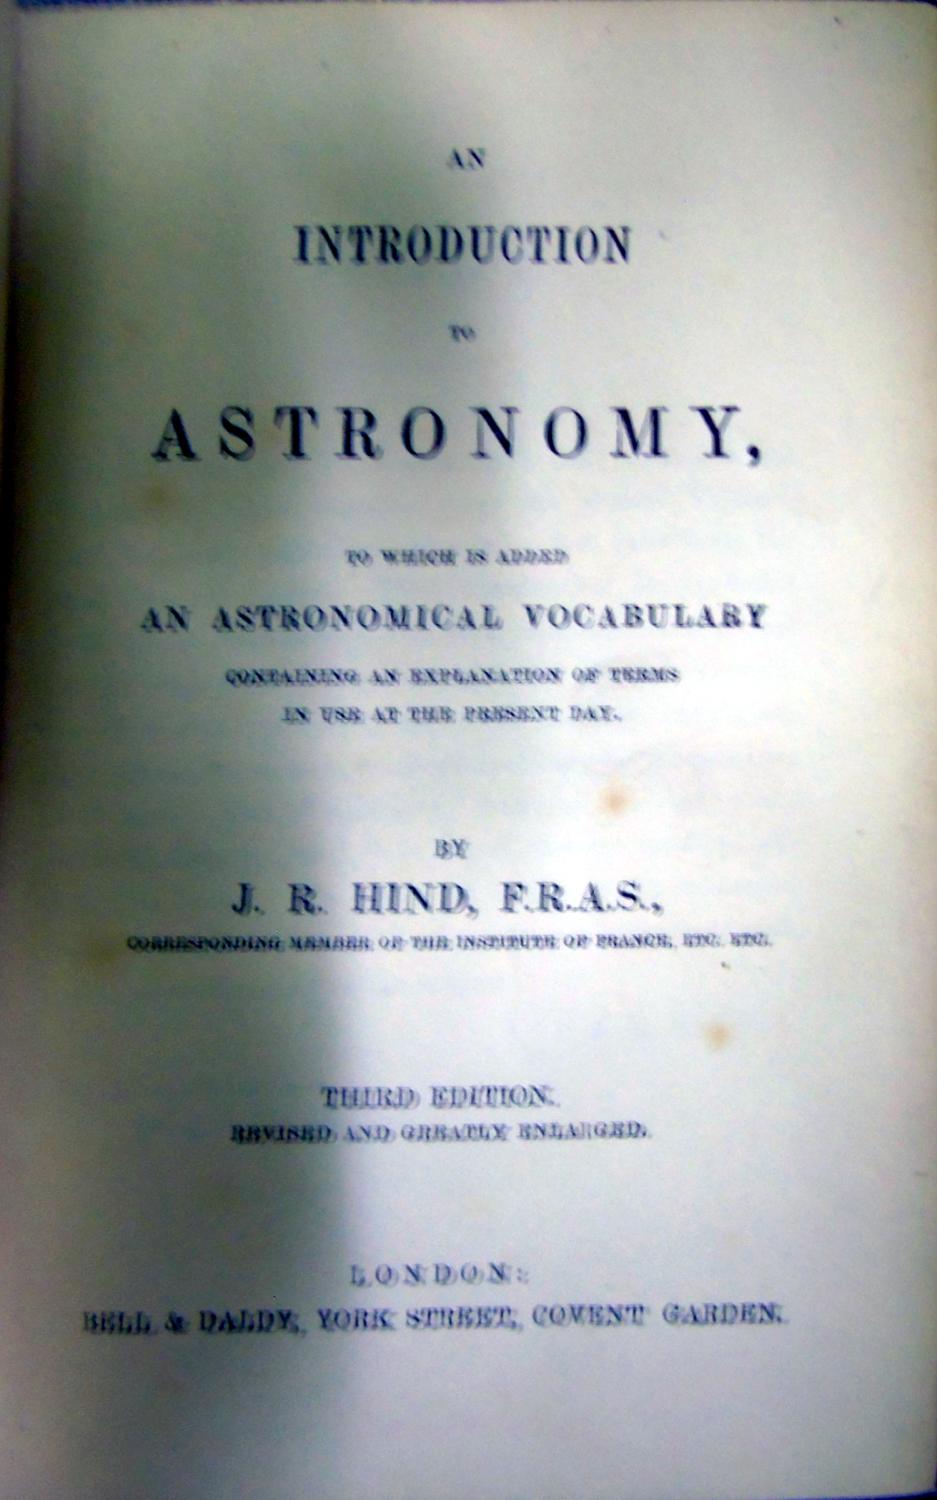 AN
INTRODUCTION
TO
ASTRONOMY,
TO WHICH IS ADDED
AN ASTRONOMICAL VOCABULARY
CONTAINING AN EXPLANATION OF TERMS
IN USE AT THE PRESENT DAY.
BY
J. R. HIND, F.R.A.S.,
CORRESPONDING MEMBER OF THE INSTITUTE OF FRANCE, ETC. ETC.
THIRD EDITION.
REVISED AND GREATLY ENLARGED.
LONDON:
BELL & DALDY, YORK STREET, COVENT GARDEN.